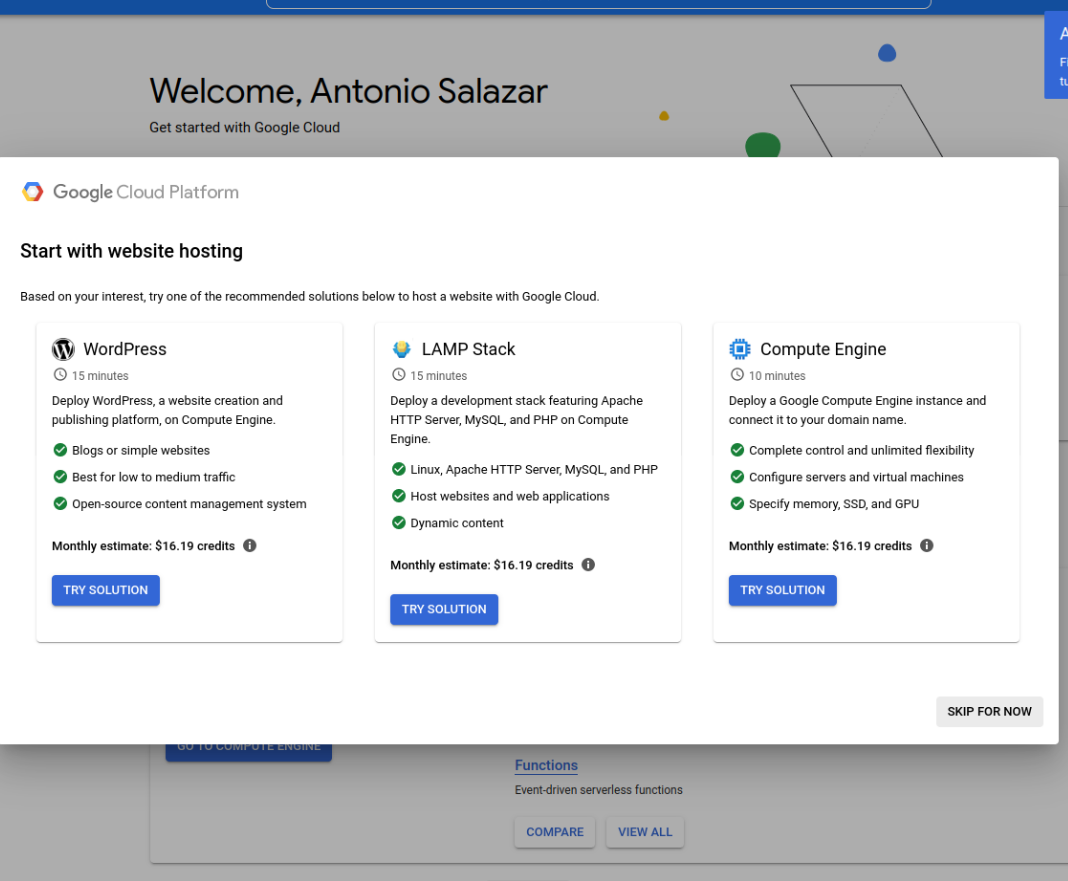 Welcome, Antonio Salazar
Get started with Google Cloud
Google Cloud Platform
Start with website hosting
Based on your interest, try one of the recommended solutions below to host a website with Google Cloud.
WordPress
15 minutes
Deploy WordPress, a website creation and
publishing platform, on Compute Engine.
Blogs or simple websites
Best for low to medium traffic
Open-source content management system
Monthly estimate: $16.19 credits
TRY SOLUTION
LAMP Stack
15 minutes
Deploy a development stack featuring Apache
HTTP Server, MySQL, and PHP on Compute
Engine.
Linux, Apache HTTP Server, MySQL, and PHP
Host websites and web applications
Dynamic content
Monthly estimate: $16.19 credits
TRY SOLUTION
Compute Engine
10 minutes
Deploy a Google Compute Engine instance and
connect it to your domain name.
Complete control and unlimited flexibility
Configure servers and virtual machines
Specify memory, SSD, and GPU
Monthly estimate: $16.19 credits
TRY SOLUTION
SKIP FOR NOW
GO TO COMPUTE ENGINE
Functions
Event-driven serverless functions
COMPARE
VIEW ALL